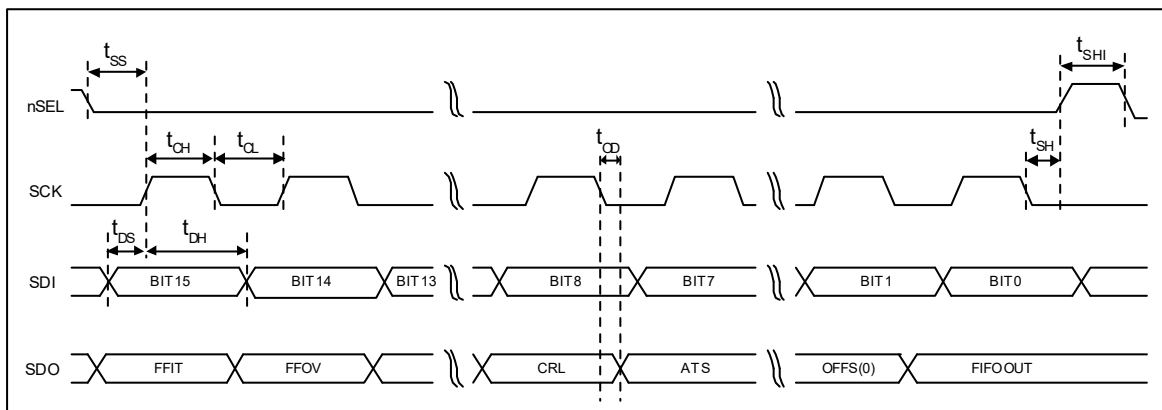 tSS
tSHI
nSEL
tCH tCL tOD tSH
SCK
tDS tDH
SDI BIT15 BIT14 BIT13 BIT8 BIT7 BIT1 BIT0
SDO FFIT FFOV CRL ATS OFFS(0) FIFOOUT